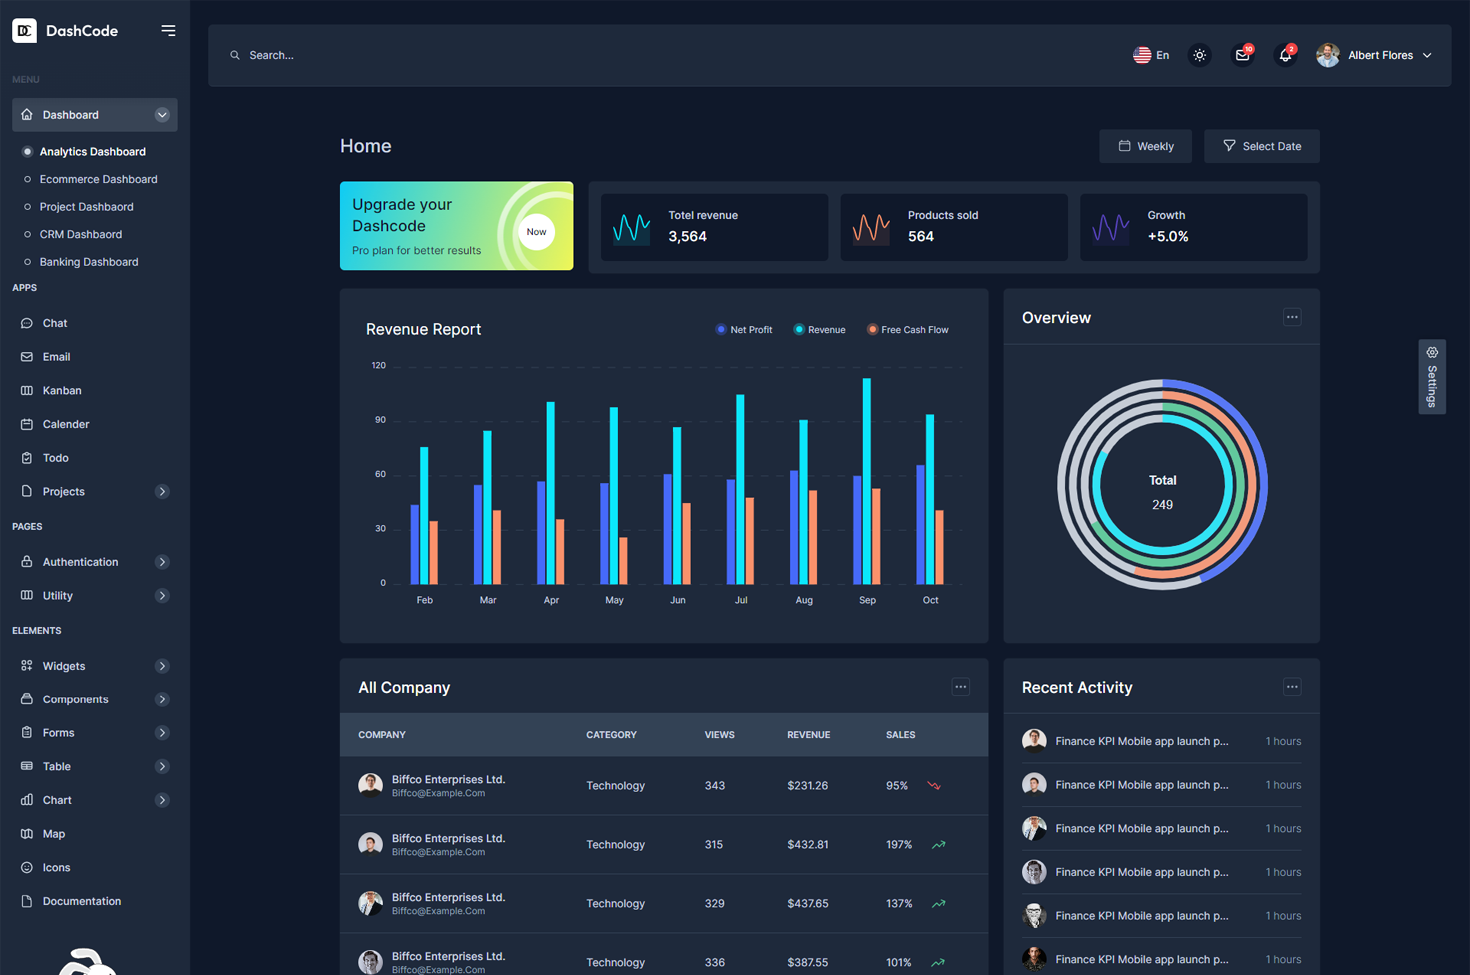 DC DashCode
MENU
Dashboard
Analytics Dashboard
Ecommerce Dashboard
Project Dashbaord
CRM Dashbaord
Banking Dashboard
APPS
Chat
Email
Kanban
Calender
Todo
Projects
PAGES
Authentication
Utility
ELEMENTS
Widgets
Components
Forms
Table
Chart
Map
Icons
Documentation
Search...
En
10
2
Albert Flores
Home
Weekly
Select Date
Upgrade your
Dashcode
Pro plan for better results
Now
Totel revenue
3,564
Products sold
564
Growth
+5.0%
Revenue Report
Net Profit Revenue Free Cash Flow
120
90
60
30
0
Feb Mar Apr May Jun Jul Aug Sep Oct
Overview
Total
249
Settings
All Company
COMPANY CATEGORY VIEWS REVENUE SALES
Biffco Enterprises Ltd.
Biffco@Example.Com
Technology 343 $231.26 95%
Biffco Enterprises Ltd.
Biffco@Example.Com
Technology 315 $432.81 197%
Biffco Enterprises Ltd.
Biffco@Example.Com
Technology 329 $437.65 137%
Biffco Enterprises Ltd.
Biffco@Example.Com
Technology 336 $387.55 101%
Recent Activity
Finance KPI Mobile app launch p... 1 hours
Finance KPI Mobile app launch p... 1 hours
Finance KPI Mobile app launch p... 1 hours
Finance KPI Mobile app launch p... 1 hours
Finance KPI Mobile app launch p... 1 hours
Finance KPI Mobile app launch p... 1 hours